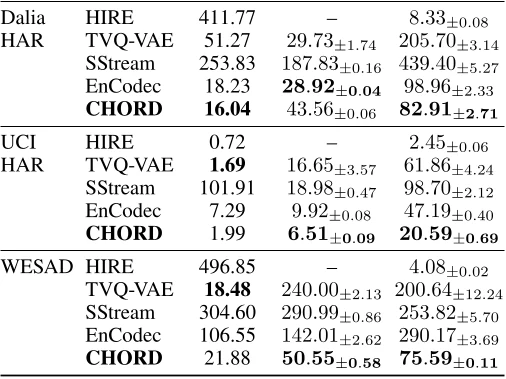 Dalia HIRE 411.77 – 8.33±0.08
HAR TVQ-VAE 51.27 29.73±1.74 205.70±3.14
SStream 253.83 187.83±0.16 439.40±5.27
EnCodec 18.23 28.92±0.04 98.96±2.33
CHORD 16.04 43.56±0.06 82.91±2.71
UCI HIRE 0.72 – 2.45±0.06
HAR TVQ-VAE 1.69 16.65±3.57 61.86±4.24
SStream 101.91 18.98±0.47 98.70±2.12
EnCodec 7.29 9.92±0.08 47.19±0.40
CHORD 1.99 6.51±0.09 20.59±0.69
WESAD HIRE 496.85 – 4.08±0.02
TVQ-VAE 18.48 240.00±2.13 200.64±12.24
SStream 304.60 290.99±0.86 253.82±5.70
EnCodec 106.55 142.01±2.62 290.17±3.69
CHORD 21.88 50.55±0.58 75.59±0.11